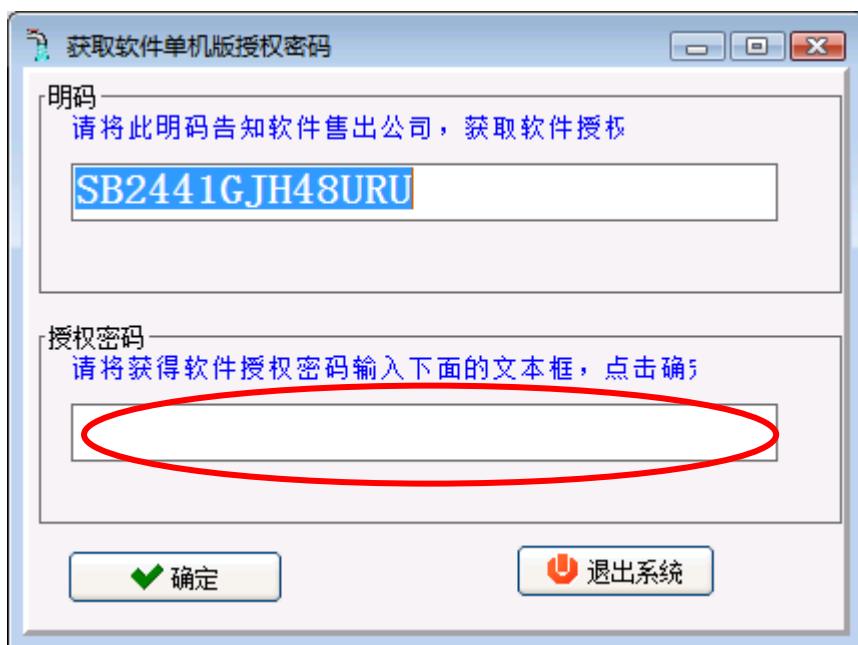 获取软件单机版授权密码
明码
请将此明码告知软件售出公司，获取软件授权
SB2441GJH48URU
授权密码
请将获得软件授权密码输入下面的文本框，点击确
确定
退出系统